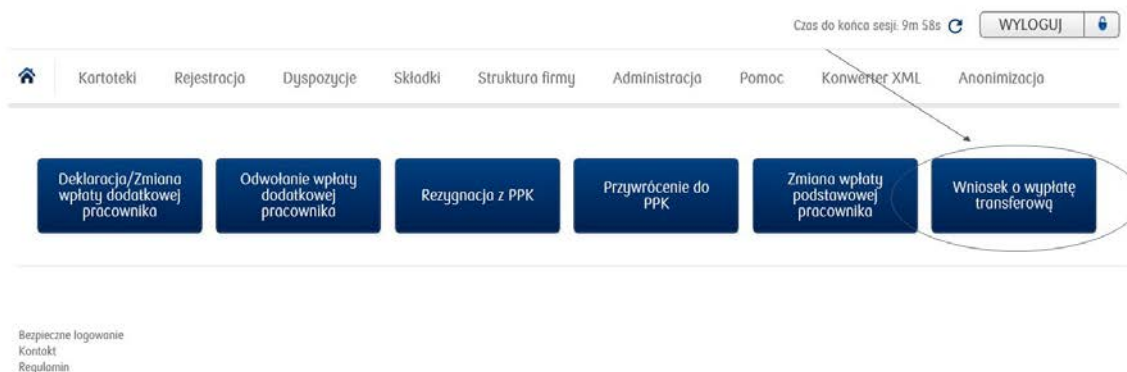 Czas do końca sesji: 9m 58s
WYLOGUJ
Kartoteki Rejestracja Dyspozycje Składki Struktura firmy Administracja Pomoc Konwerter XML Anonimizacja
Deklaracja/Zmiana
wpłaty dodatkowej
pracownika
Odwołanie wpłaty
dodatkowej
pracownika
Rezygnacja z PPK
Przywrócenie do
PPK
Zmiana wpłaty
podstawowej
pracownika
Wniosek o wypłatę
transferową
Bezpieczne logowanie
Kontakt
Regulamin